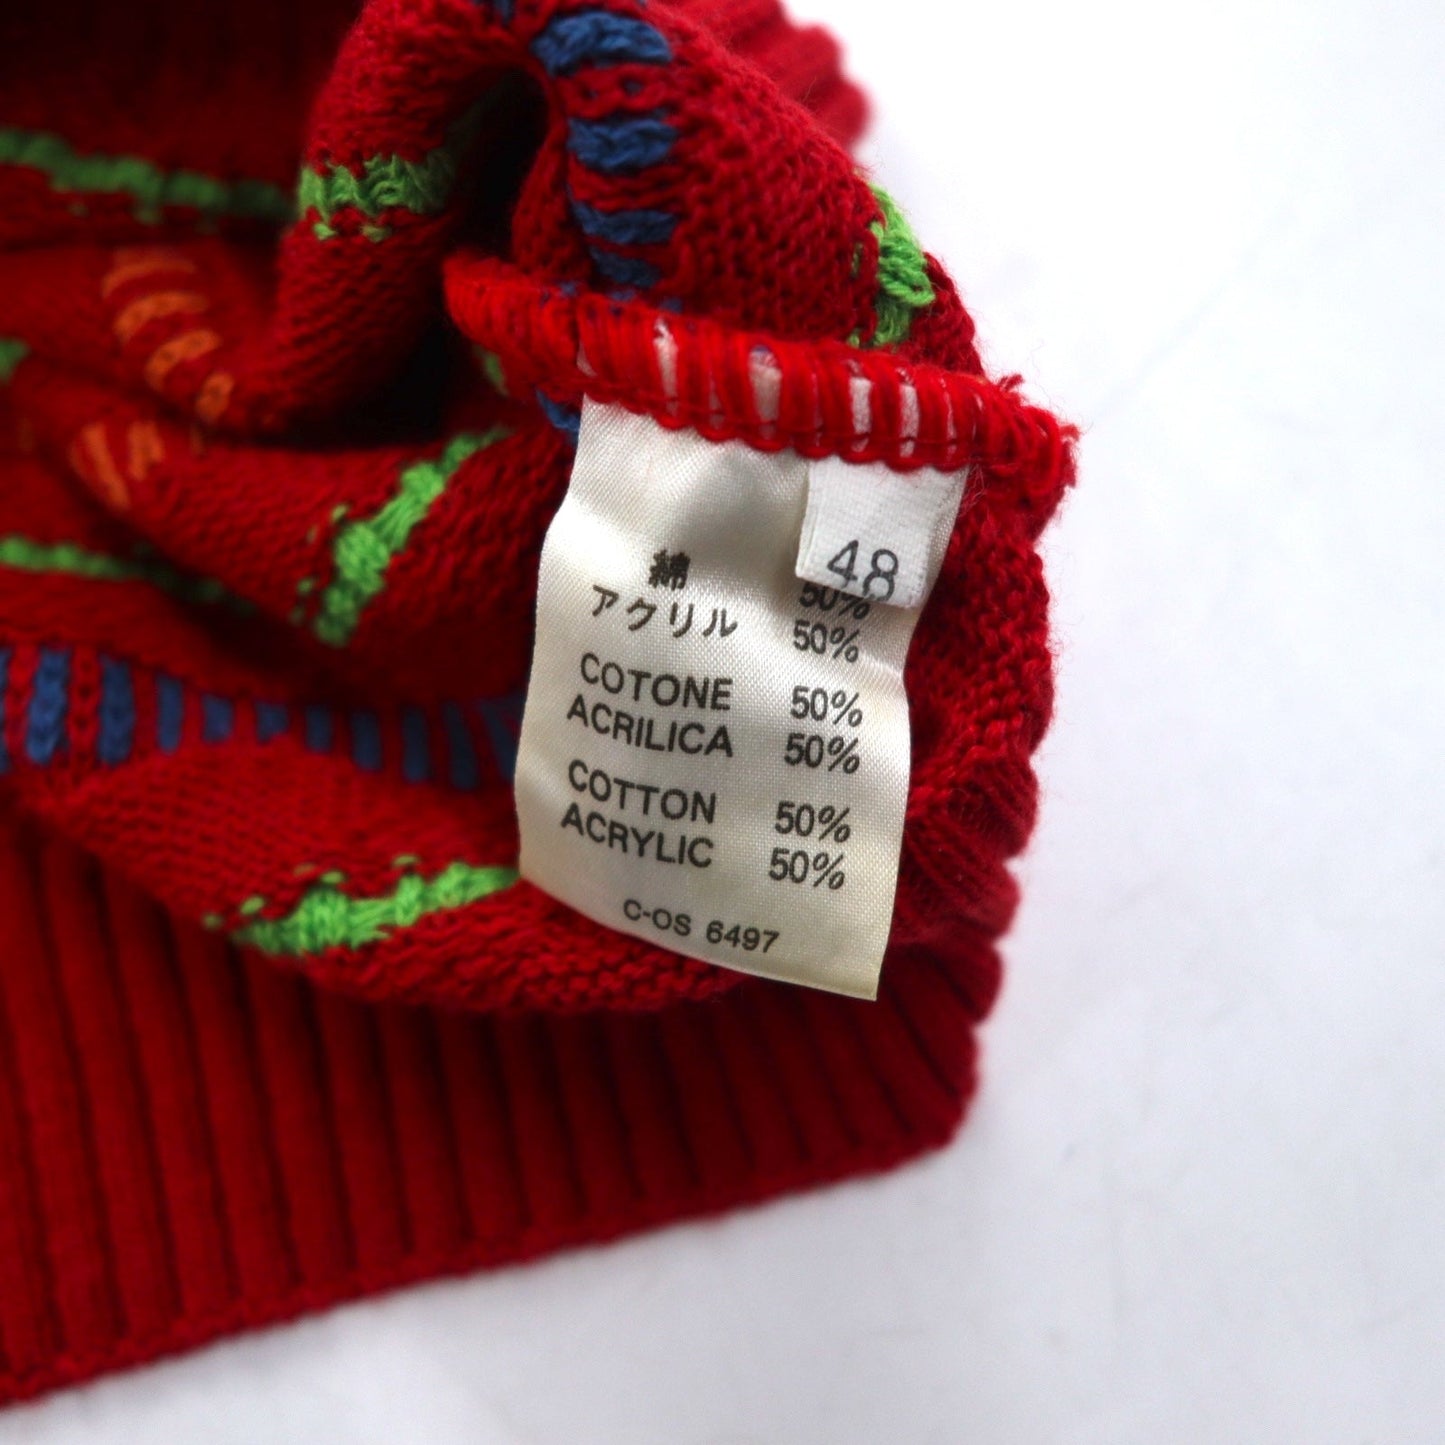 48
綿 50%
アクリル 50%
COTONE 50%
ACRILICA 50%
COTTON 50%
ACRYLIC 50%
C-OS 6497